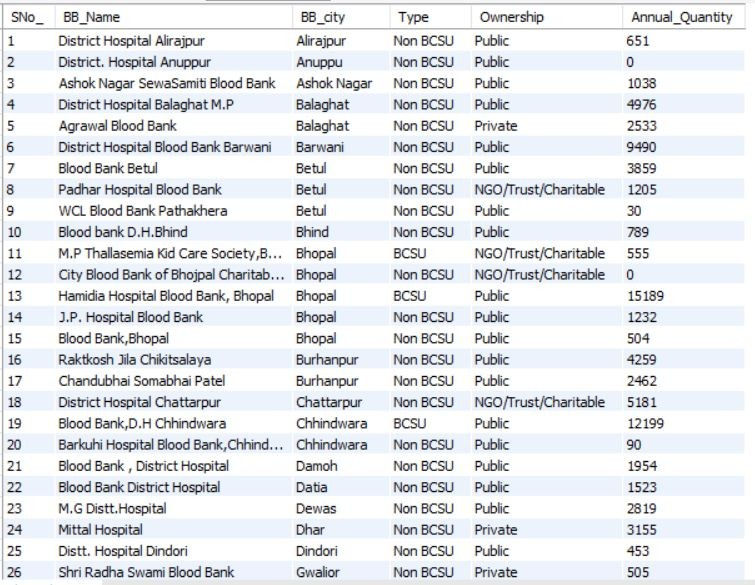 SNo_ BB_Name BB_city Type Ownership Annual_Quantity
1 District Hospital Alirajpur Alirajpur Non BCSU Public 651
2 District. Hospital Anuppur Anuppu Non BCSU Public 0
3 Ashok Nagar SewaSamiti Blood Bank Ashok Nagar Non BCSU Public 1038
4 District Hospital Balaghat M.P Balaghat Non BCSU Public 4976
5 Agrawal Blood Bank Balaghat Non BCSU Private 2533
6 District Hospital Blood Bank Barwani Barwani Non BCSU Public 9490
7 Blood Bank Betul Betul Non BCSU Public 3859
8 Padhar Hospital Blood Bank Betul Non BCSU NGO/Trust/Charitable 1205
9 WCL Blood Bank Pathakhera Betul Non BCSU Public 30
10 Blood bank D.H.Bhind Bhind Non BCSU Public 789
11 M.P Thallasemia Kid Care Society,B... Bhopal BCSU NGO/Trust/Charitable 555
12 City Blood Bank of Bhojpal Charitab... Bhopal Non BCSU NGO/Trust/Charitable 0
13 Hamidia Hospital Blood Bank, Bhopal Bhopal BCSU Public 15189
14 J.P. Hospital Blood Bank Bhopal Non BCSU Public 1232
15 Blood Bank,Bhopal Bhopal Non BCSU Public 504
16 Raktkosh Jila Chikitsalaya Burhanpur Non BCSU Public 4259
17 Chandubhai Somabhai Patel Burhanpur Non BCSU Public 2462
18 District Hospital Chattarpur Chattarpur Non BCSU NGO/Trust/Charitable 5181
19 Blood Bank,D.H Chhindwara Chhindwara BCSU Public 12199
20 Barkuhi Hospital Blood Bank,Chhind... Chhindwara Non BCSU Public 90
21 Blood Bank , District Hospital Damoh Non BCSU Public 1954
22 Blood Bank District Hospital Datia Non BCSU Public 1523
23 M.G Distt.Hospital Dewas Non BCSU Public 2819
24 Mittal Hospital Dhar Non BCSU Private 3155
25 Distt. Hospital Dindori Dindori Non BCSU Public 453
26 Shri Radha Swami Blood Bank Gwalior Non BCSU Private 505